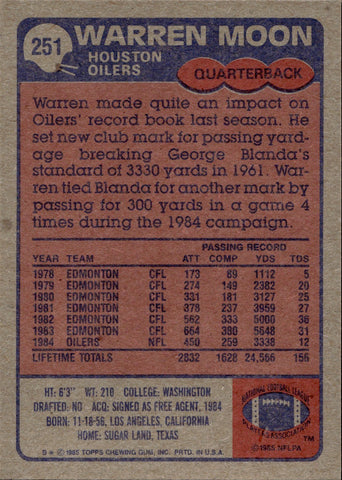 251
WARREN MOON
HOUSTON
OILERS
QUARTERBACK
Warren made quite an impact on
Oilers' record book last season. He
set new club mark for passing yard-
age breaking George Blanda's
standard of 3330 yards in 1961. War-
ren tied Blanda for another mark by
passing for 300 yards in a game 4
times during the 1984 campaign.
PASSING RECORD
YEAR TEAM ATT COMP YDS TDS
1978 EDMONTON CFL 173 89 1112 5
1979 EDMONTON CFL 274 149 2382 20
1980 EDMONTON CFL 331 181 3127 25
1981 EDMONTON CFL 378 237 3959 27
1982 EDMONTON CFL 562 333 5000 36
1983 EDMONTON CFL 664 380 5648 31
1984 OILERS NFL 450 259 3338 12
LIFETIME TOTALS 2832 1628 24,566 156
HT: 6'3" WT: 210 COLLEGE: WASHINGTON
DRAFTED: NO ACQ: SIGNED AS FREE AGENT, 1984
BORN: 11-18-56, LOS ANGELES, CALIFORNIA
HOME: SUGAR LAND, TEXAS
© 1985 TOPPS CHEWING GUM, INC. PRTD. IN U.S.A.
NATIONAL FOOTBALL LEAGUE
PLAYERS ASSOCIATION
TM
© 1985 NFLPA